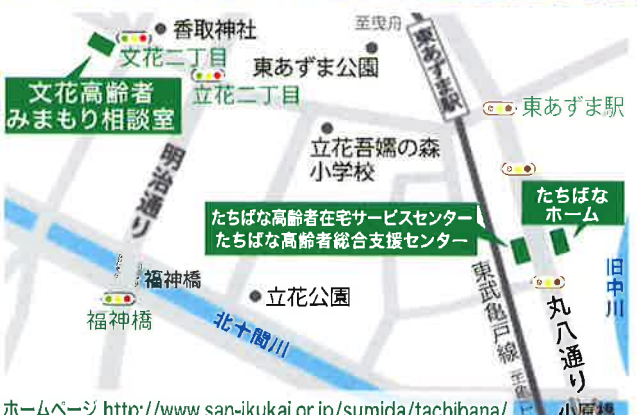 香取神社
至曳舟
文花二丁目
東あずま公園
東あずま駅
立花二丁目
文花高齢者
みまもり相談室
東あずま駅
立花吾嬬の森
小学校
明治通り
たちばな
ホーム
たちばな高齢者在宅サービスセンター
たちばな高齢者総合支援センター
福神橋
旧中川
立花公園
東武亀戸線
福神橋
北十間川
丸八通り
ホームページ http://www.san-ikukai.or.jp/sumida/tachibana/